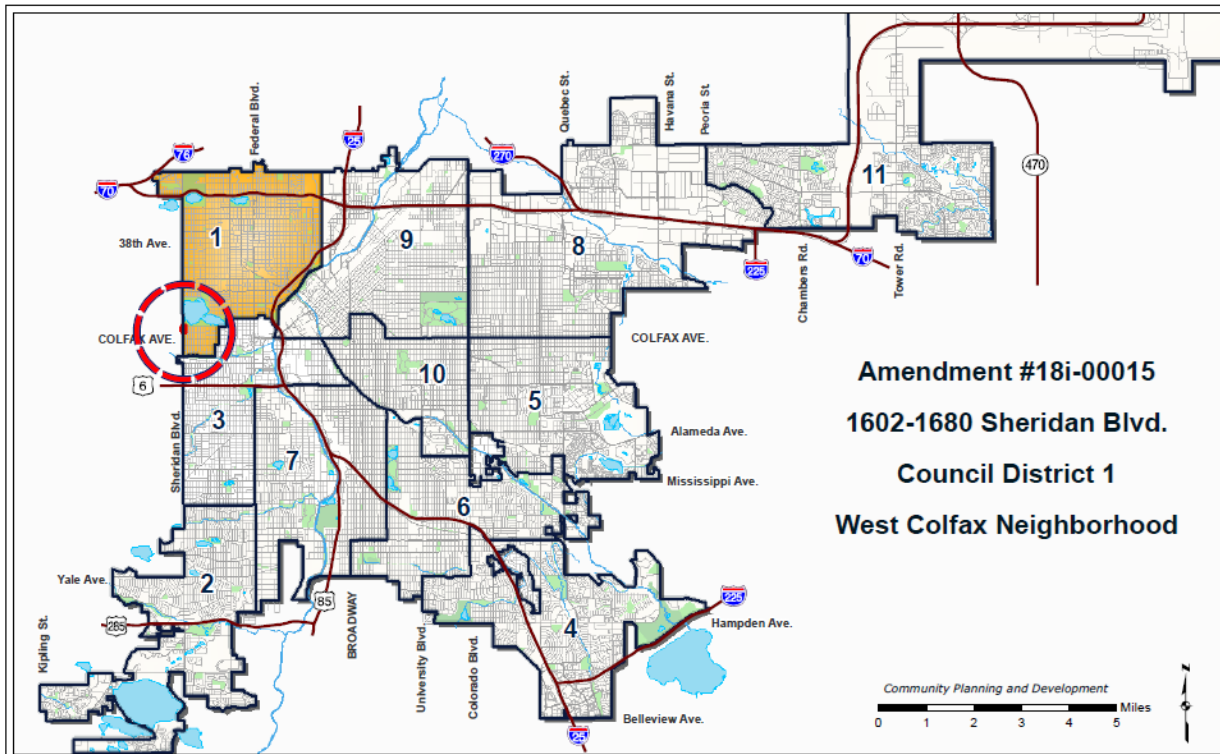 Federal Blvd.
25
Quebec St.
Havana St.
Peoria St.
76
270
70
470
11
1
38th Ave.
9
8
225
Chambers Rd.
70
Tower Rd.
COLFAX AVE.
COLFAX AVE.
6
10
5
3
Sheridan Blvd.
Alameda Ave.
7
Mississippi Ave.
6
Amendment #18i-00015
1602-1680 Sheridan Blvd.
Council District 1
West Colfax Neighborhood
Yale Ave.
2
85
285
BROADWAY
University Blvd
Colorado Blvd.
4
225
Hampden Ave.
Kipling St.
25
Belleview Ave.
Community Planning and Development
Miles
0 1 2 3 4 5
z